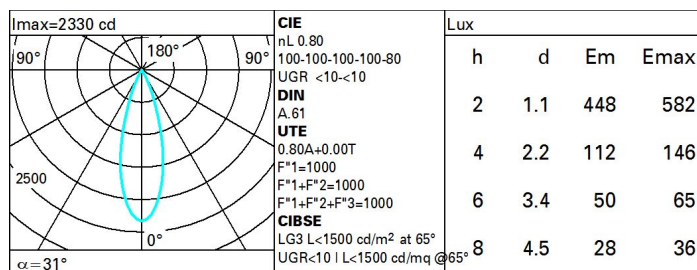 Imax=2330 cd
90° 180° 90°
2500
0°
α=31°
CIE
nL 0.80
100-100-100-100-80
UGR <10-<10
DIN
A.61
UTE
0.80A+0.00T
F"1=1000
F"1+F"2=1000
F"1+F"2+F"3=1000
CIBSE
LG3 L<1500 cd/m² at 65°
UGR<10 | L<1500 cd/mq @65°
Lux
h d Em Emax
2 1.1 448 582
4 2.2 112 146
6 3.4 50 65
8 4.5 28 36